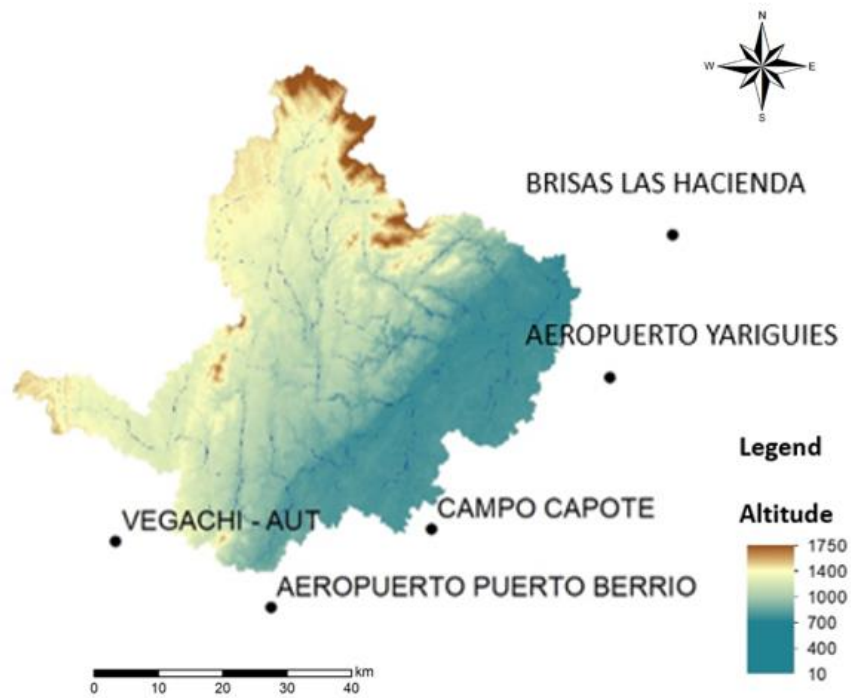 N
W E
S
BRISAS LAS HACIENDA
AEROPUERTO YARIGUIES
Legend
VEGACHI - AUT
CAMPO CAPOTE
Altitude
1750
1400
1000
700
400
10
AEROPUERTO PUERTO BERRIO
km
0 10 20 30 40